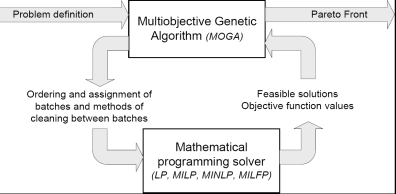 Problem definition
Multiobjective Genetic
Algorithm (MOGA)
Pareto Front
Ordering and assignment of
batches and methods of
cleaning between batches
Feasible solutions
Objective function values
Mathematical
programming solver
(LP, MILP, MINLP, MILFP)